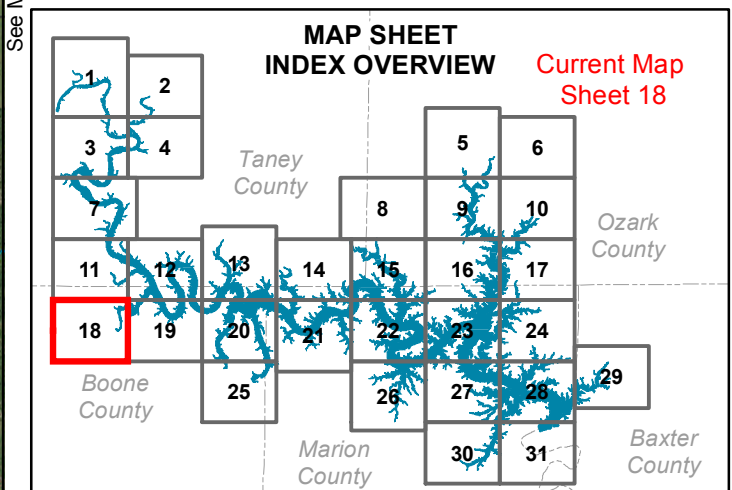 See M
MAP SHEET
INDEX OVERVIEW
Current Map
Sheet 18
1
2
3
4
Taney
County
5
6
7
8
9
10
Ozark
County
11
12
13
14
15
16
17
18
19
20
21
22
23
24
Boone
County
25
26
27
28
29
Marion
County
30
31
Baxter
County